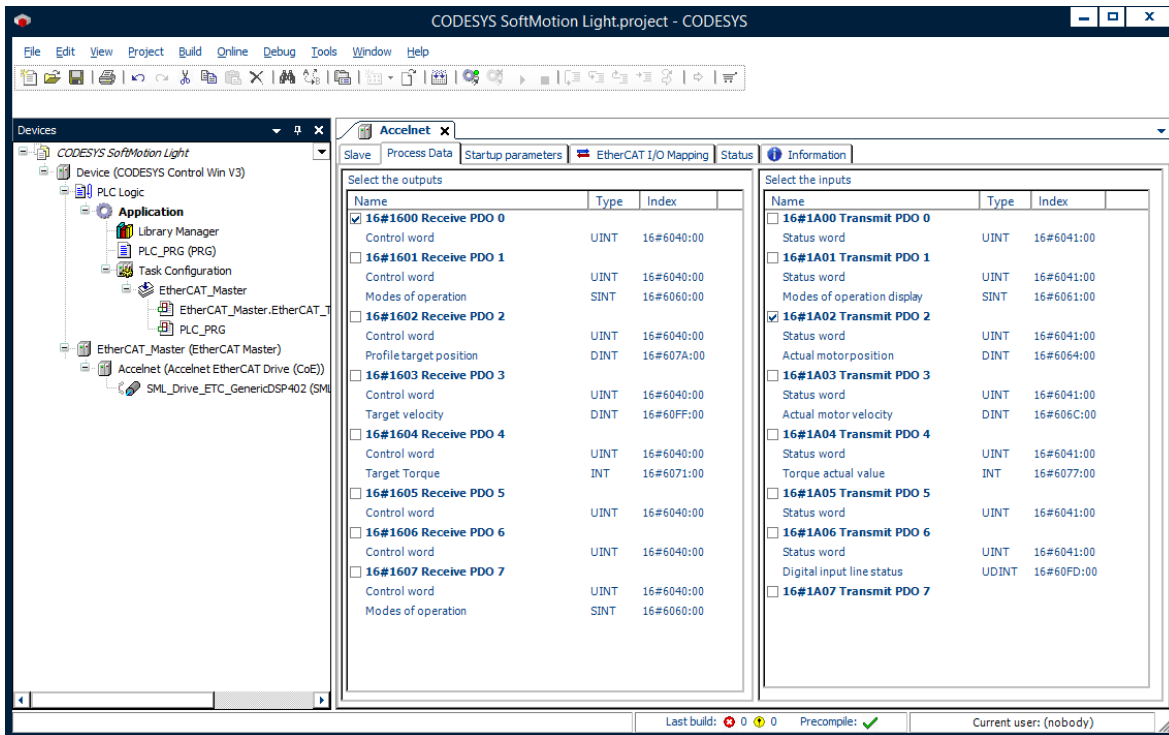 CODESYS SoftMotion Light.project - CODESYS
File Edit View Project Build Online Debug Tools Window Help
Devices
CODESYS SoftMotion Light
Device (CODESYS Control Win V3)
PLC Logic
Application
Library Manager
PLC_PRG (PRG)
Task Configuration
EtherCAT_Master
EtherCAT_Master.EtherCAT_T
PLC_PRG
EtherCAT_Master (EtherCAT Master)
Accelnet (Accelnet EtherCAT Drive (CoE))
SML_Drive_ETC_GenericDSP402 (SML
Accelnet
Slave Process Data Startup parameters EtherCAT I/O Mapping Status Information
Select the outputs
Name Type Index
16#1600 Receive PDO 0
Control word UINT 16#6040:00
16#1601 Receive PDO 1
Control word UINT 16#6040:00
Modes of operation SINT 16#6060:00
16#1602 Receive PDO 2
Control word UINT 16#6040:00
Profile target position DINT 16#607A:00
16#1603 Receive PDO 3
Control word UINT 16#6040:00
Target velocity DINT 16#60FF:00
16#1604 Receive PDO 4
Control word UINT 16#6040:00
Target Torque INT 16#6071:00
16#1605 Receive PDO 5
Control word UINT 16#6040:00
16#1606 Receive PDO 6
Control word UINT 16#6040:00
16#1607 Receive PDO 7
Control word UINT 16#6040:00
Modes of operation SINT 16#6060:00
Select the inputs
Name Type Index
16#1A00 Transmit PDO 0
Status word UINT 16#6041:00
16#1A01 Transmit PDO 1
Status word UINT 16#6041:00
Modes of operation display SINT 16#6061:00
16#1A02 Transmit PDO 2
Status word UINT 16#6041:00
Actual motorposition DINT 16#6064:00
16#1A03 Transmit PDO 3
Status word UINT 16#6041:00
Actual motor velocity DINT 16#606C:00
16#1A04 Transmit PDO 4
Status word UINT 16#6041:00
Torque actual value INT 16#6077:00
16#1A05 Transmit PDO 5
Status word UINT 16#6041:00
16#1A06 Transmit PDO 6
Status word UINT 16#6041:00
Digital input line status UDINT 16#60FD:00
16#1A07 Transmit PDO 7
Last build: 0 0 Precompile: Current user: (nobody)